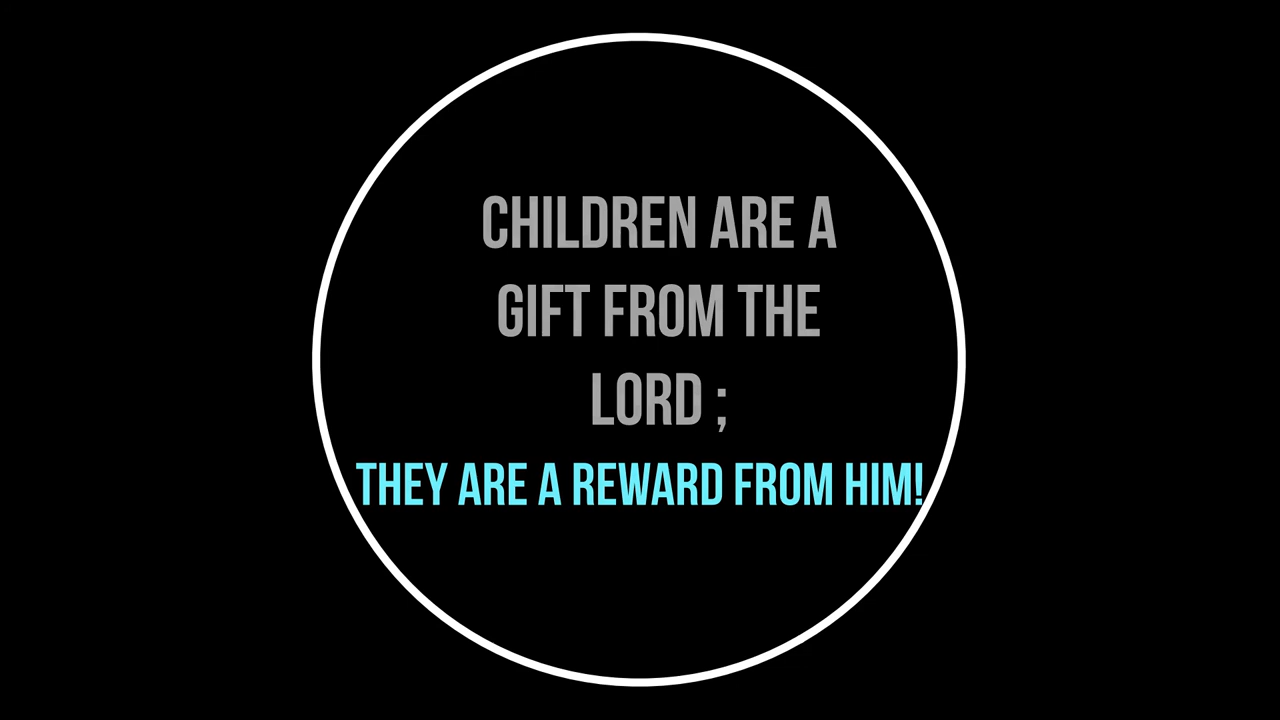 CHILDREN ARE A
GIFT FROM THE
LORD ;
THEY ARE A REWARD FROM HIM!